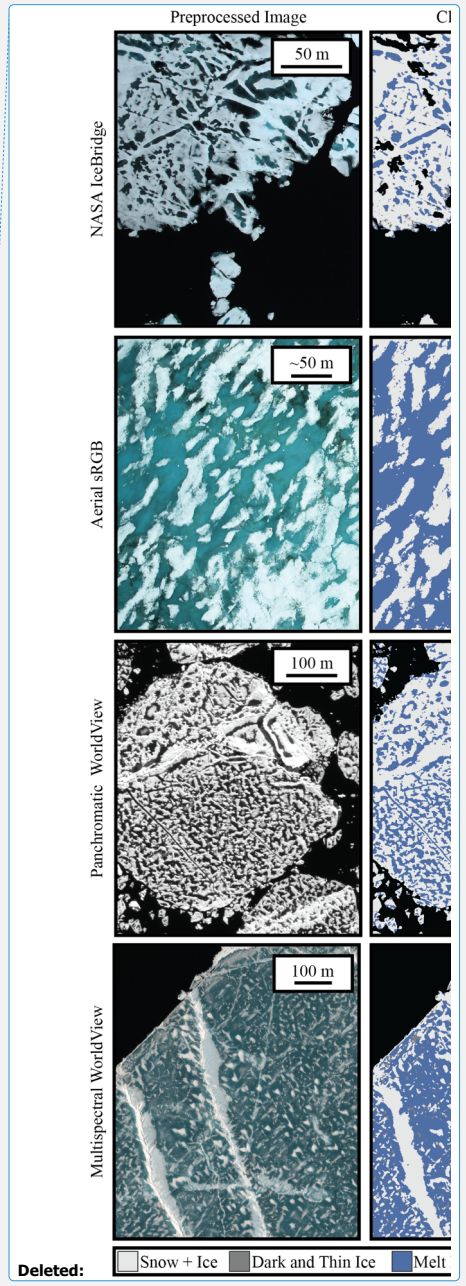 Preprocessed Image Cl
50 m
NASA IceBridge
~50 m
Aerial sRGB
100 m
Panchromatic WorldView
100 m
Multispectral WorldView
Deleted: Snow + Ice Dark and Thin Ice Melt